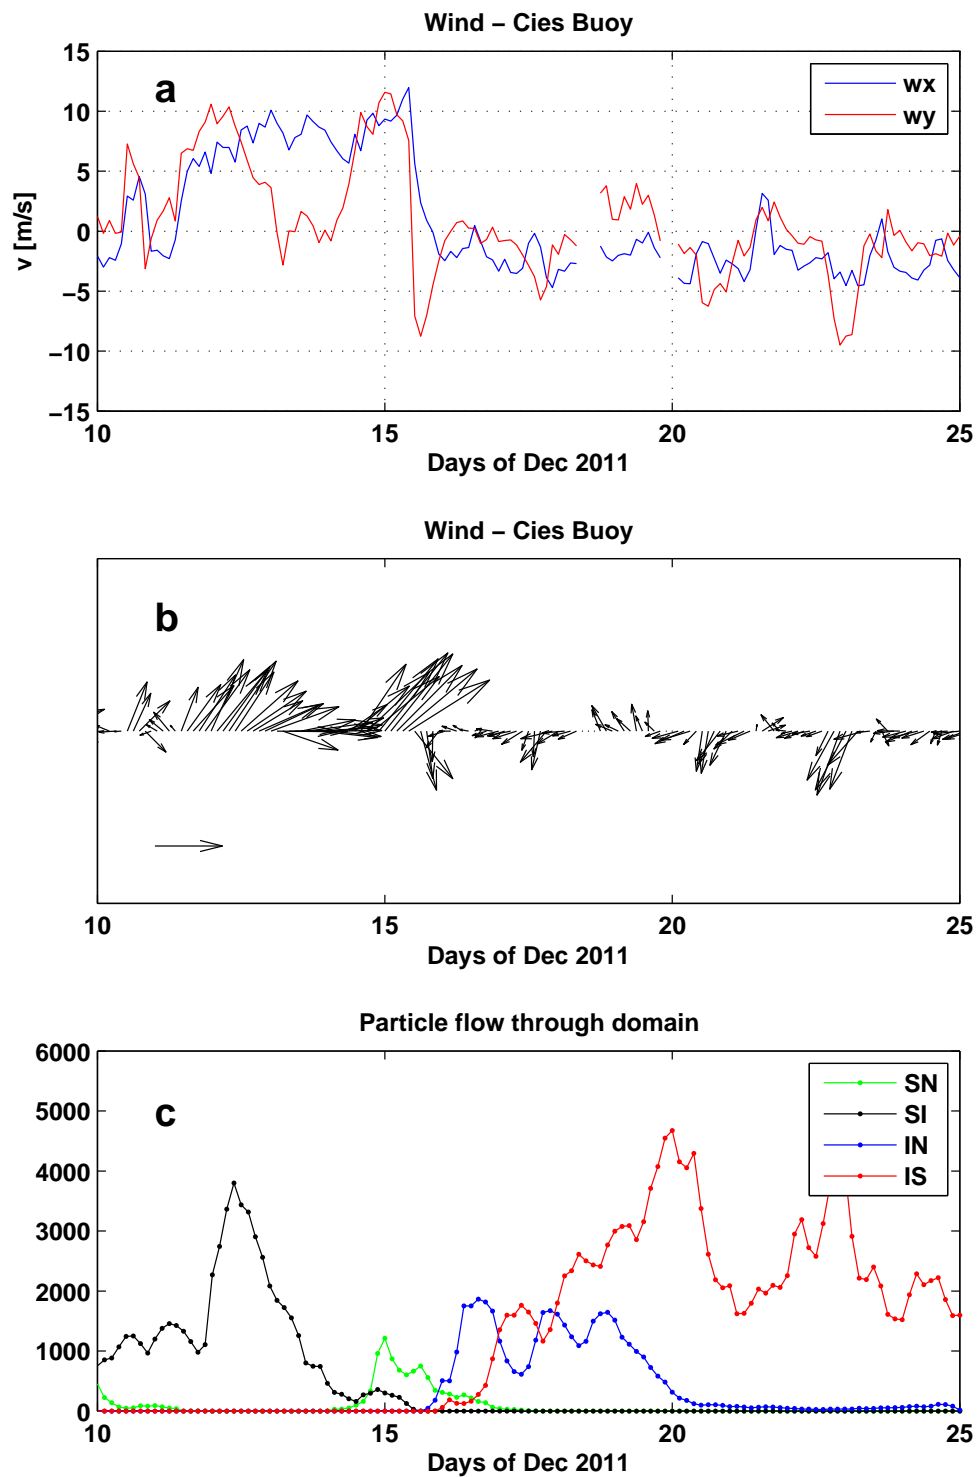 Wind – Cies Buoy
a
wx
wy
15
10
5
0
−5
−10
−15
v [m/s]
10 15 20 25
Days of Dec 2011
Wind – Cies Buoy
b
10 15 20 25
Days of Dec 2011
Particle flow through domain
c
SN
SI
IN
IS
6000
5000
4000
3000
2000
1000
0
10 15 20 25
Days of Dec 2011